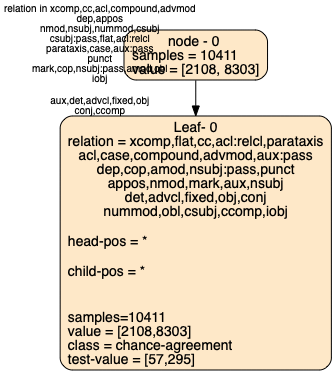 relation in xcomp,cc,acl,compound,advmod
dep,appos
nmod,nsubj,nummod,csubj
csubj:pass,flat,acl:relcl
parataxis,case,aux:pass
punct
mark,cop,nsubj:pass,amod,obl
iobj
aux,det,advcl,fixed,obj
conj,ccomp
node - 0
samples = 10411
value = [2108, 8303]
Leaf- 0
relation = xcomp,flat,cc,acl:relcl,parataxis
acl,case,compound,advmod,aux:pass
dep,cop,amod,nsubj:pass,punct
appos,nmod,mark,aux,nsubj
det,advcl,fixed,obj,conj
nummod,obl,csubj,ccomp,iobj
head-pos = *
child-pos = *
samples=10411
value = [2108,8303]
class = chance-agreement
test-value = [57,295]